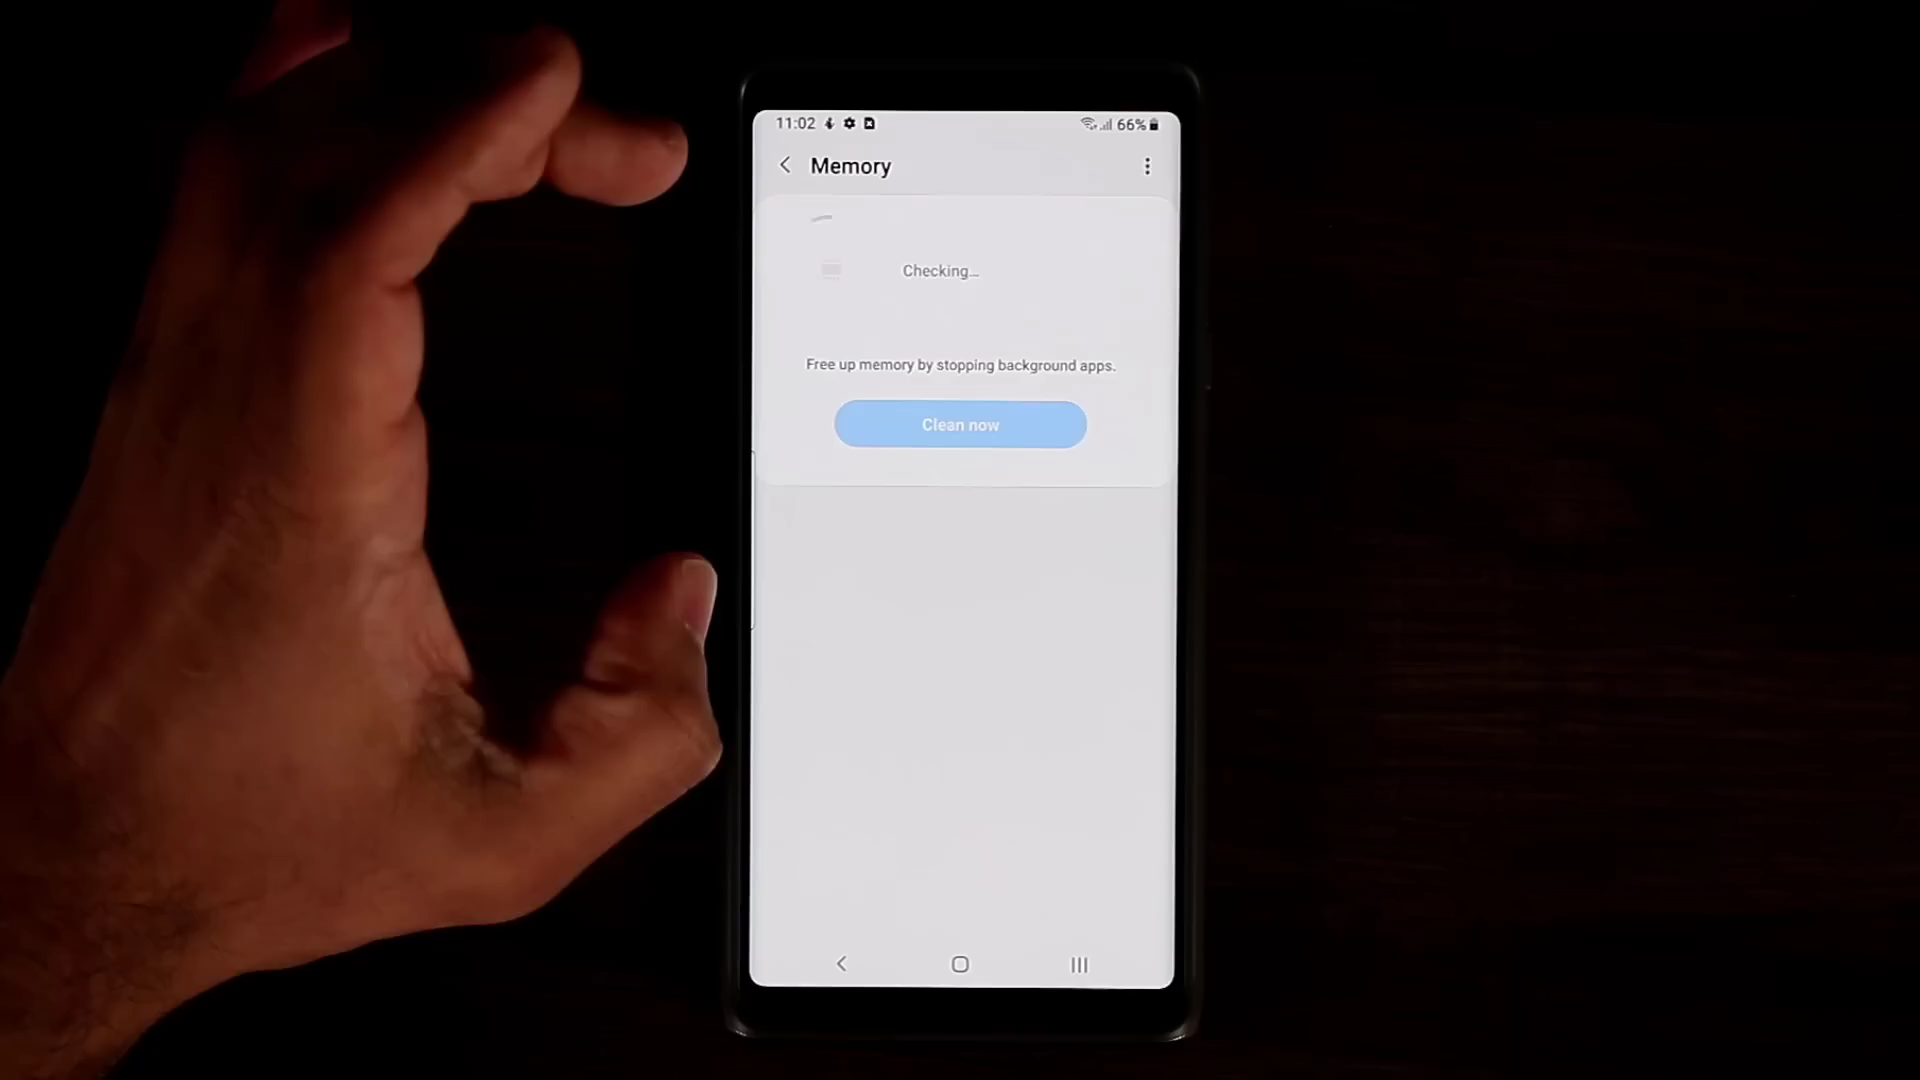 11:02 66%
Memory
Checking...
Free up memory by stopping background apps.
Clean now